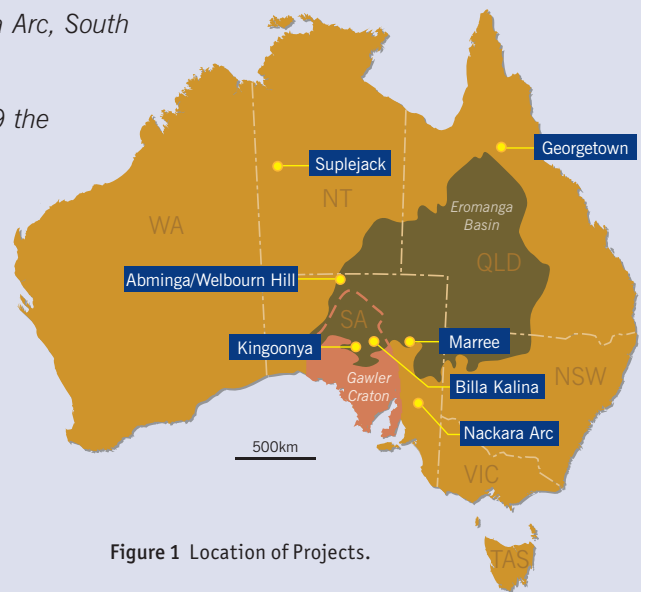 Arc, South
9 the
Georgetown
Suplejack
NT
Eromanga
Basin
WA
QLD
Abminga/Welbourn Hill
SA
Kingoonya
Marree
Gawler
Craton
Billa Kalina
NSW
Nackara Arc
500km
VIC
Figure 1 Location of Projects.
TAS